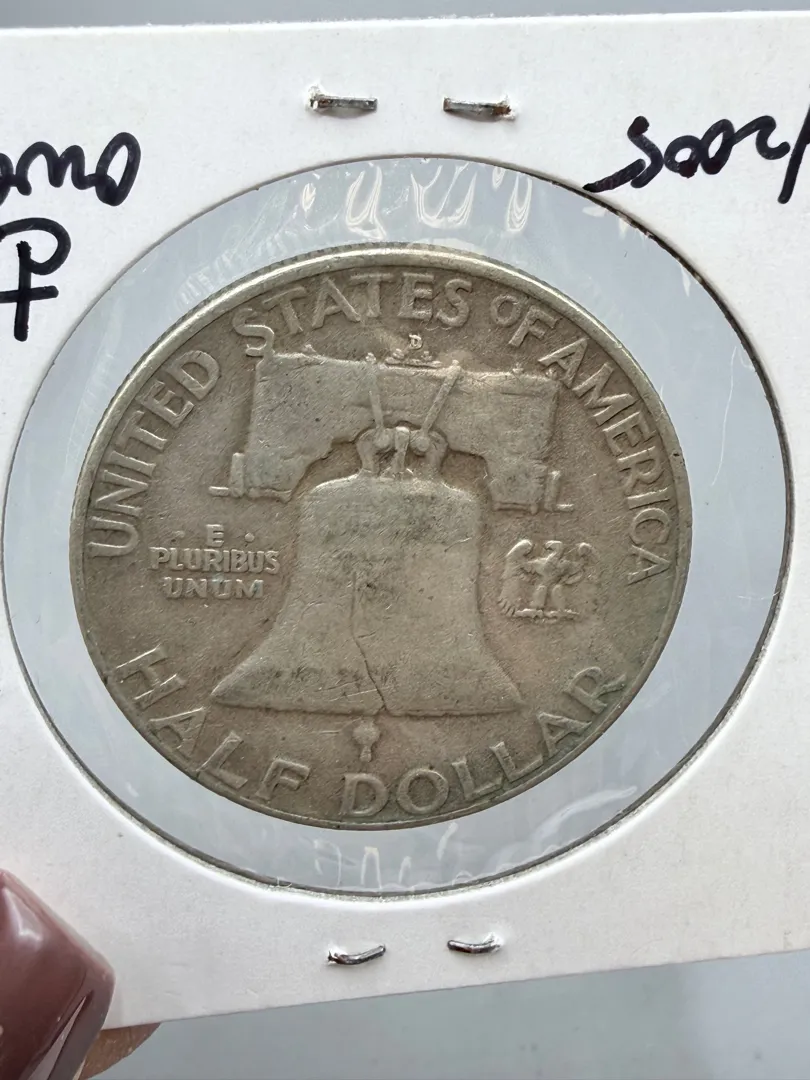 UNITED STATES OF AMERICA
D
· E ·
PLURIBUS
UNUM
HALF DOLLAR